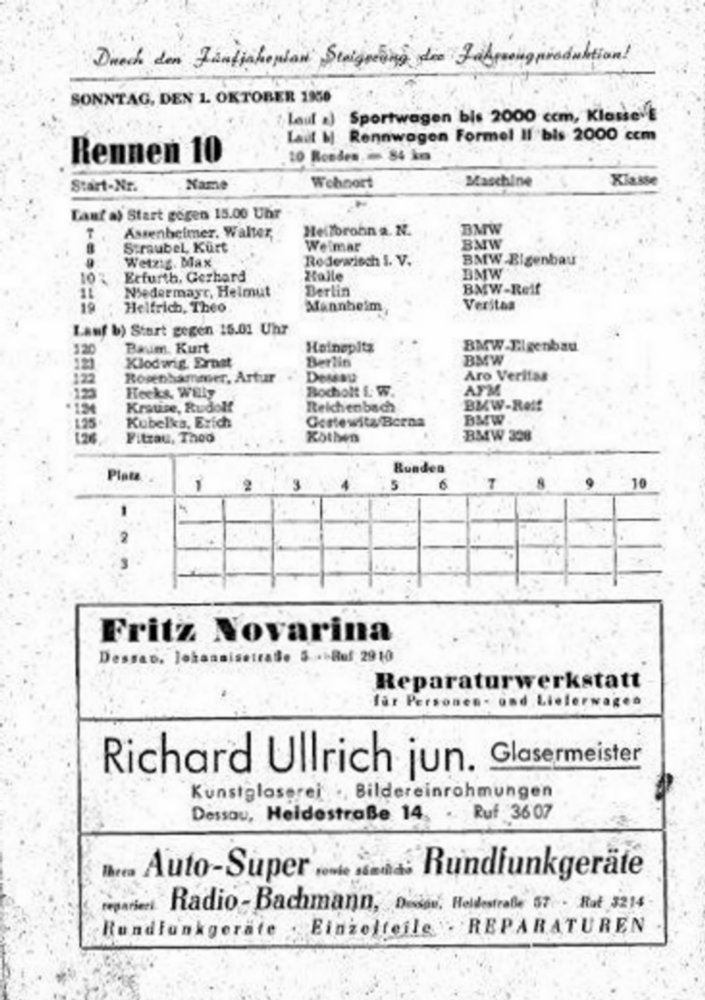 Durch den Fünfjahrplan Steigerung der Fahrzeugproduktion!
SONNTAG, DEN 1. OKTOBER 1950
Rennen 10
Lauf a) Sportwagen bis 2000 ccm, Klasse E
Lauf b) Rennwagen Formel II bis 2000 ccm
10 Runden — 84 km
Start-Nr. Name Wohnort Maschine Klasse
Lauf a) Start gegen 15.00 Uhr
7 Assenheimer, Walter Heilbronn a. N. BMW
8 Straubel, Kurt Weimar BMW
9 Wetzig, Max Rodewisch i. V. BMW-Eigenbau
10 Erfurth, Gerhard Halle BMW
11 Niedermayr, Helmut Berlin BMW-Reif
19 Helfrich, Theo Mannheim Veritas
Lauf b) Start gegen 15.01 Uhr
120 Baum, Kurt Hainspitz BMW-Eigenbau
121 Klodwig, Ernst Berlin BMW
122 Rosenhammer, Artur Dessau Aro Veritas
123 Heeks, Willy Bocholt i. W. AFM
124 Krause, Rudolf Reichenbach BMW-Reif
125 Kubelka, Erich Gestewitz/Borna BMW
126 Fitzau, Theo Köthen BMW 328
Platz Runden
1 2 3 4 5 6 7 8 9 10
1
2
3
Fritz Novarina
Dessau, Johannisstraße 5 - Ruf 2910
Reparaturwerkstatt
für Personen- und Lieferwagen
Richard Ullrich jun. Glasermeister
Kunstglaserei - Bildereinrahmungen
Dessau, Heidestraße 14 - Ruf 3607
Ihren Auto-Super sowie sämtliche Rundfunkgeräte
repariert Radio-Bachmann, Dessau, Heidestraße 57 - Ruf 3214
Rundfunkgeräte - Einzelteile - REPARATUREN